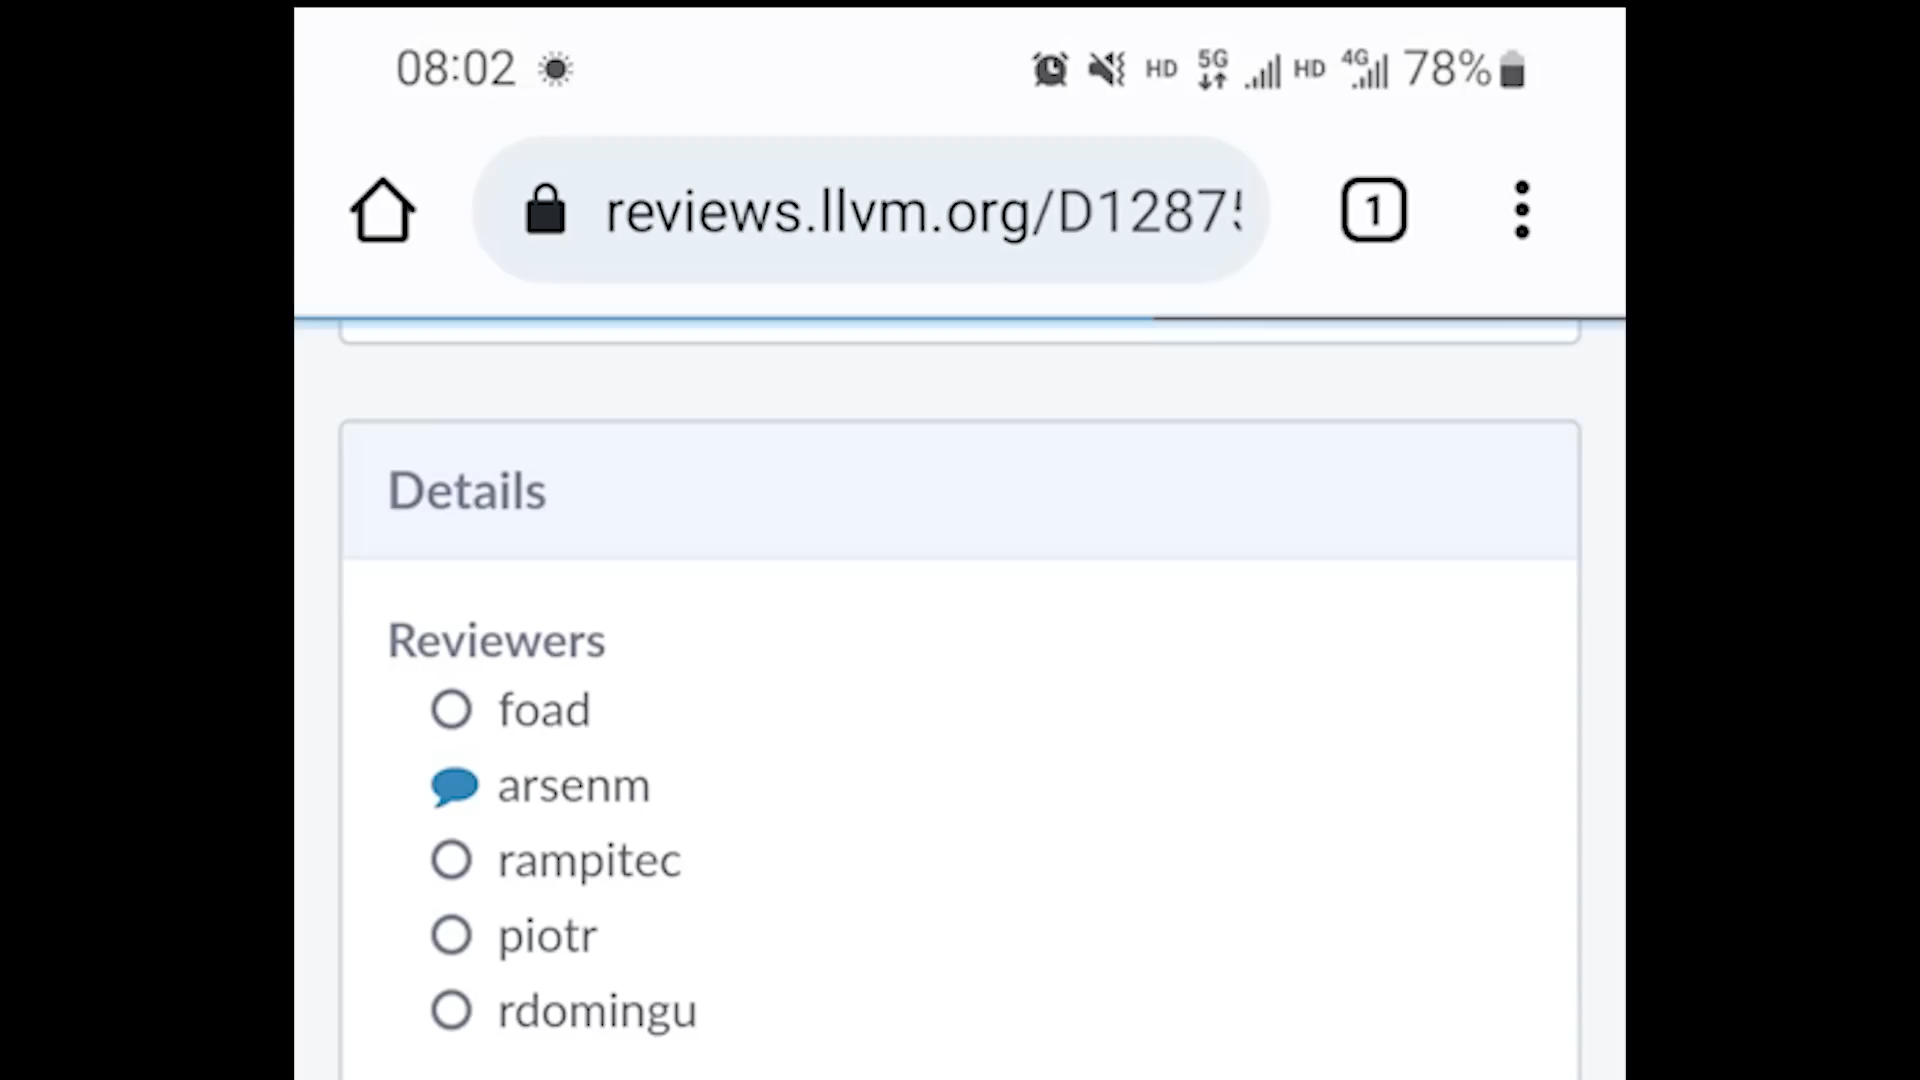 08:02 HD 5G HD 4G 78%
reviews.llvm.org/D1287 1
Details
Reviewers
foad
arsenm
rampitec
piotr
rdomingu